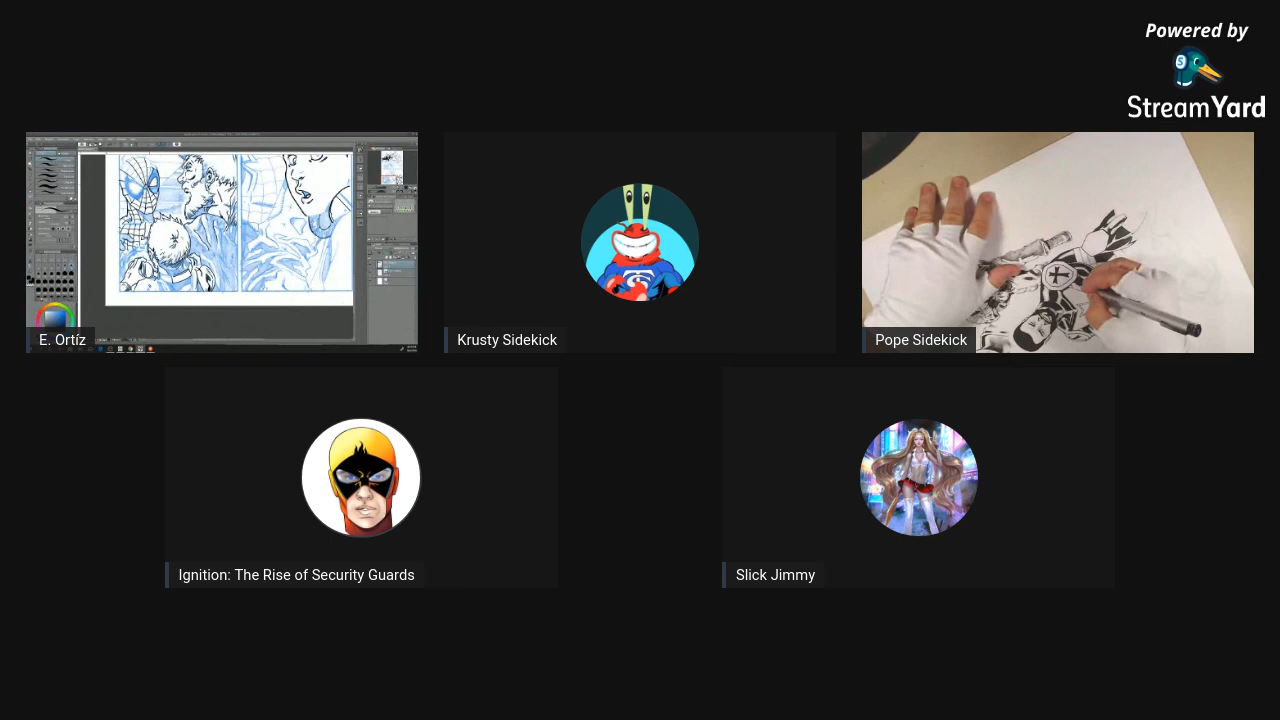 Powered by
S
StreamYard
E. Ortíz
Krusty Sidekick
Pope Sidekick
Ignition: The Rise of Security Guards
Slick Jimmy